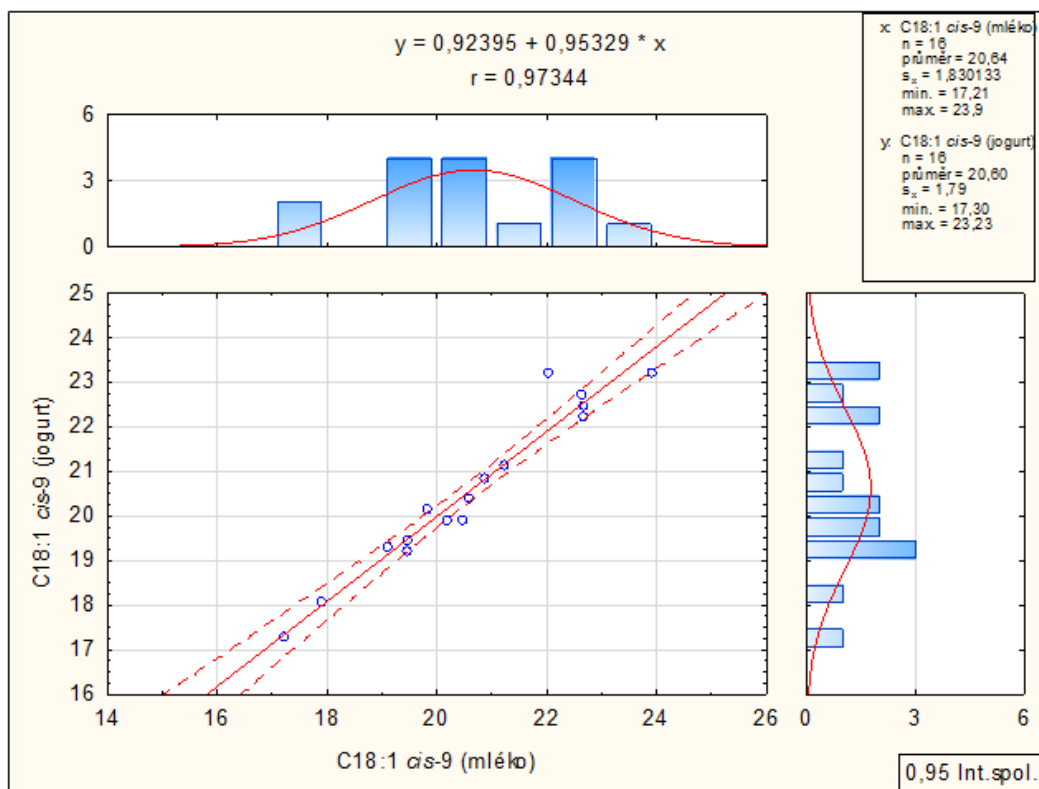 y = 0,92395 + 0,95329 * x
r = 0,97344
x: C18:1 cis-9 (mléko)
n = 16
průměr = 20,64
sₓ = 1,830133
min. = 17,21
max. = 23,9
y: C18:1 cis-9 (jogurt)
n = 16
průměr = 20,60
sₓ = 1,79
min. = 17,30
max. = 23,23
6
3
0
25
24
23
22
21
20
19
18
17
16
C18:1 cis-9 (jogurt)
14 16 18 20 22 24 26
0 3 6
C18:1 cis-9 (mléko)
0,95 Int.spol.